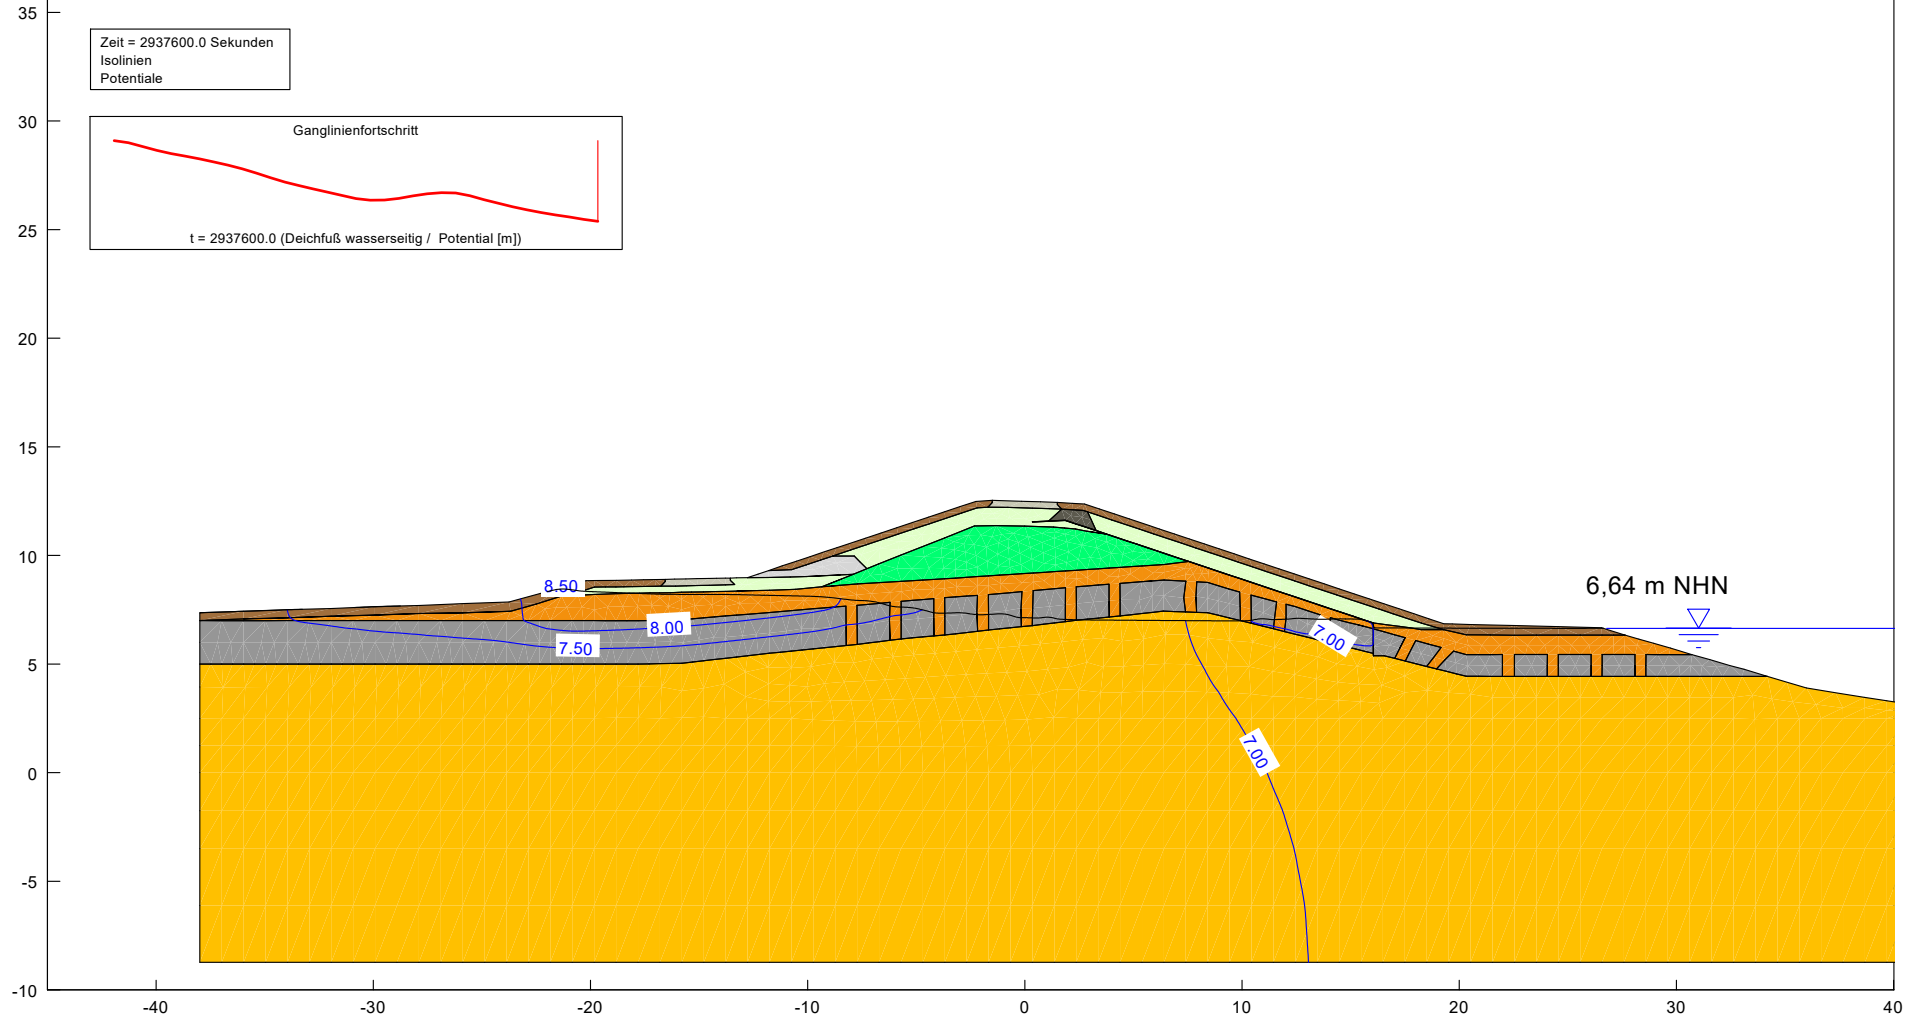 35
Zeit = 2937600.0 Sekunden
Isolinien
Potentiale
30
Ganglinienfortschritt
25
t = 2937600.0 (Deichfuß wasserseitig / Potential [m])
20
15
10
8.50
6,64 m NHN
8.00
7.00
7.50
5
7.00
0
-5
-10
-40 -30 -20 -10 0 10 20 30 40